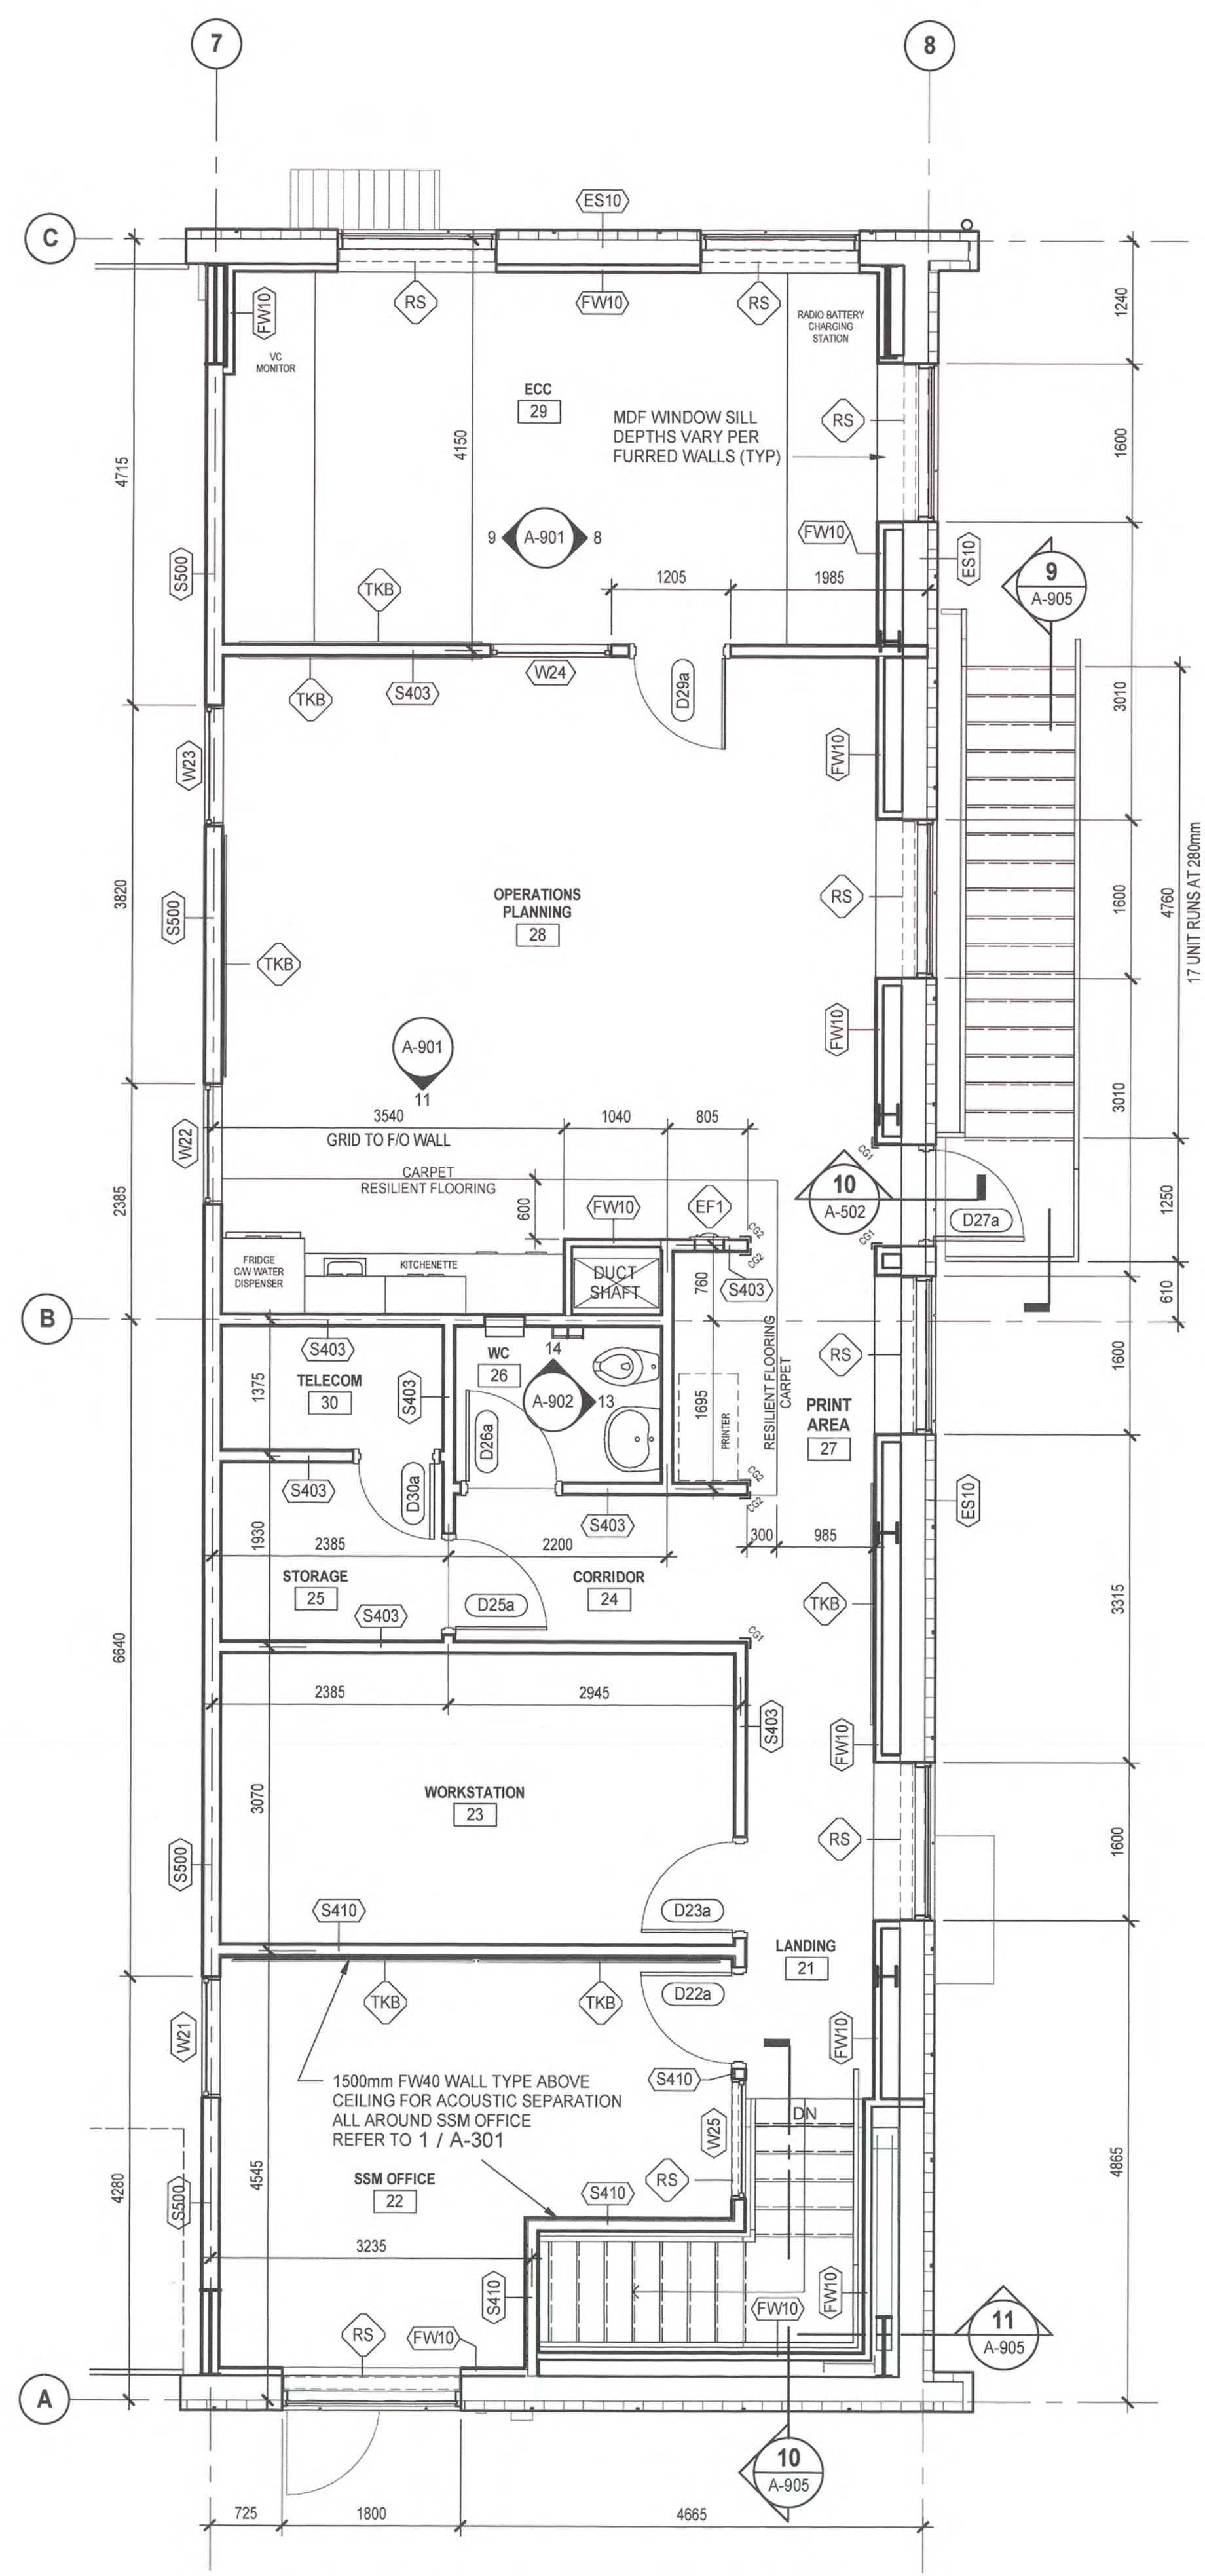 7
8
C
ES10
FW10
RS
FW10
RS
RADIO BATTERY
CHARGING
STATION
1240
VC
MONITOR
ECC
29
MDF WINDOW SILL
DEPTHS VARY PER
FURRED WALLS (TYP)
RS
1600
4715
4150
9
A-901
8
FW10
ES10
9
A-905
S500
TKB
1205
1985
W24
D29a
TKB
S403
3010
W23
FW10
3820
S500
OPERATIONS
PLANNING
28
RS
1600
4760
17 UNIT RUNS AT 280mm
TKB
A-901
11
FW10
3010
W22
3540
1040
805
GRID TO F/O WALL
CG1
CARPET
RESILIENT FLOORING
10
A-502
2385
600
FW10
EF1
CG2
CG2
CG1
D27a
1250
FRIDGE
C/W WATER
DISPENSER
KITCHENETTE
DUCT
SHAFT
760
S403
610
B
S403
WC
26
14
A-902
13
RESILIENT FLOORING
CARPET
RS
1600
1375
TELECOM
30
S403
1695
PRINTER
PRINT
AREA
27
D26a
S403
D30a
CG2
CG2
S403
ES10
1930
2385
2200
300
985
STORAGE
25
CORRIDOR
24
D25a
TKB
3315
S403
CG1
6640
2385
2945
S403
FW10
WORKSTATION
23
3070
RS
1600
S500
S410
D23a
LANDING
21
TKB
TKB
D22a
W21
FW10
1500mm FW40 WALL TYPE ABOVE
CEILING FOR ACOUSTIC SEPARATION
ALL AROUND SSM OFFICE
REFER TO 1 / A-301
S410
W25
DN
4280
4545
S500
SSM OFFICE
22
RS
S410
4865
3235
S410
FW10
FW10
RS
FW10
11
A-905
A
10
A-905
725
1800
4665